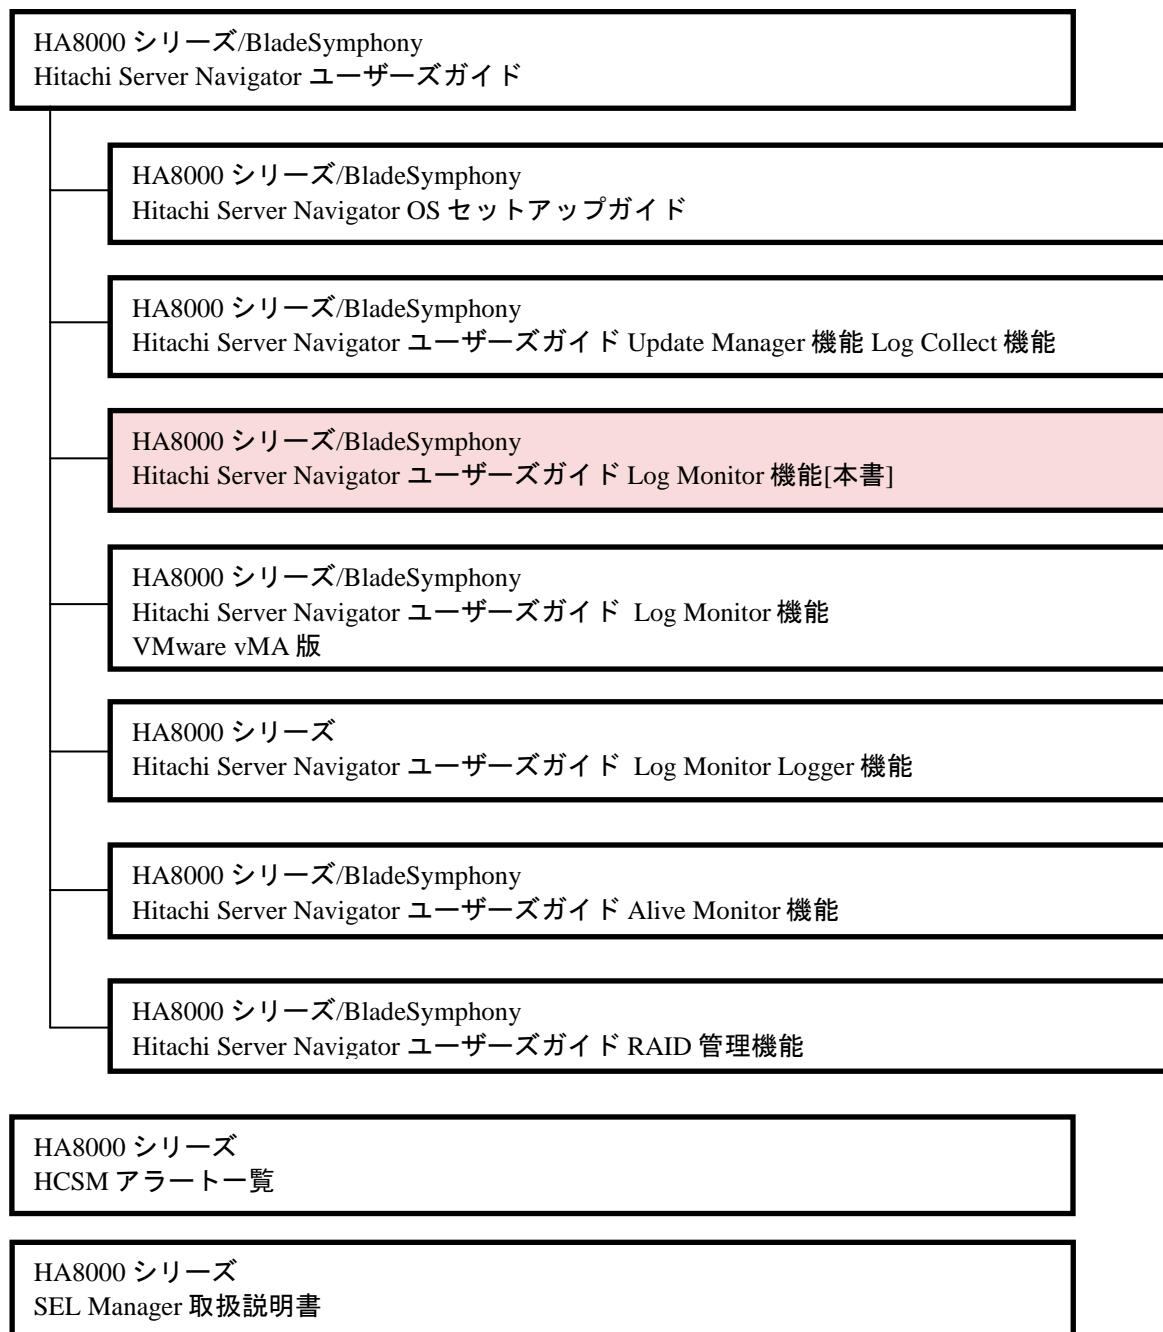 HA8000 シリーズ/BladeSymphony
Hitachi Server Navigator ユーザーズガイド
HA8000 シリーズ/BladeSymphony
Hitachi Server Navigator OS セットアップガイド
HA8000 シリーズ/BladeSymphony
Hitachi Server Navigator ユーザーズガイド Update Manager 機能 Log Collect 機能
HA8000 シリーズ/BladeSymphony
Hitachi Server Navigator ユーザーズガイド Log Monitor 機能[本書]
HA8000 シリーズ/BladeSymphony
Hitachi Server Navigator ユーザーズガイド Log Monitor 機能
VMware vMA 版
HA8000 シリーズ
Hitachi Server Navigator ユーザーズガイド Log Monitor Logger 機能
HA8000 シリーズ/BladeSymphony
Hitachi Server Navigator ユーザーズガイド Alive Monitor 機能
HA8000 シリーズ/BladeSymphony
Hitachi Server Navigator ユーザーズガイド RAID 管理機能
HA8000 シリーズ
HCSM アラート一覧
HA8000 シリーズ
SEL Manager 取扱説明書